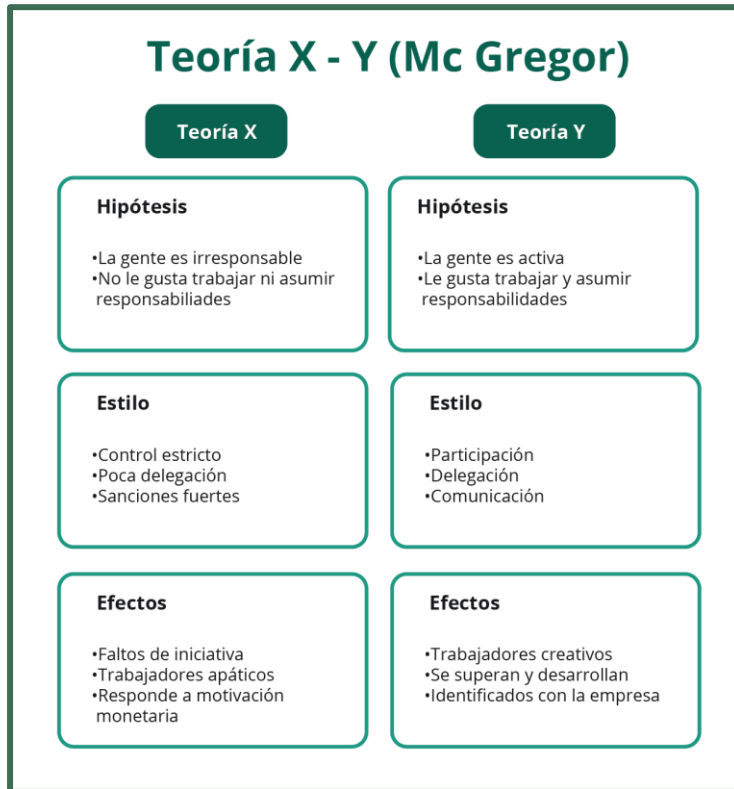 Teoría X - Y (Mc Gregor)
Teoría X
Teoría Y
Hipótesis
•La gente es irresponsable
•No le gusta trabajar ni asumir
responsabiliades
Hipótesis
•La gente es activa
•Le gusta trabajar y asumir
responsabilidades
Estilo
•Control estricto
•Poca delegación
•Sanciones fuertes
Estilo
•Participación
•Delegación
•Comunicación
Efectos
•Faltos de iniciativa
•Trabajadores apáticos
•Responde a motivación
monetaria
Efectos
•Trabajadores creativos
•Se superan y desarrollan
•Identificados con la empresa